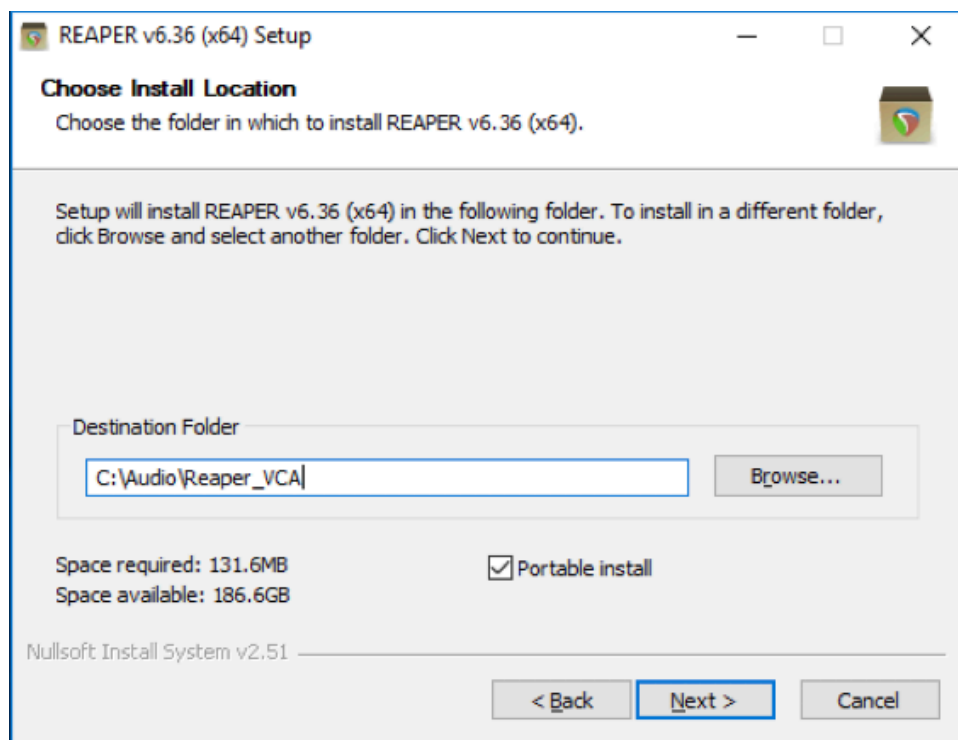 REAPER v6.36 (x64) Setup
Choose Install Location
Choose the folder in which to install REAPER v6.36 (x64).
Setup will install REAPER v6.36 (x64) in the following folder. To install in a different folder,
click Browse and select another folder. Click Next to continue.
Destination Folder
C:\Audio\Reaper_VCA
Browse...
Space required: 131.6MB
Portable install
Space available: 186.6GB
Nullsoft Install System v2.51
< Back
Next >
Cancel